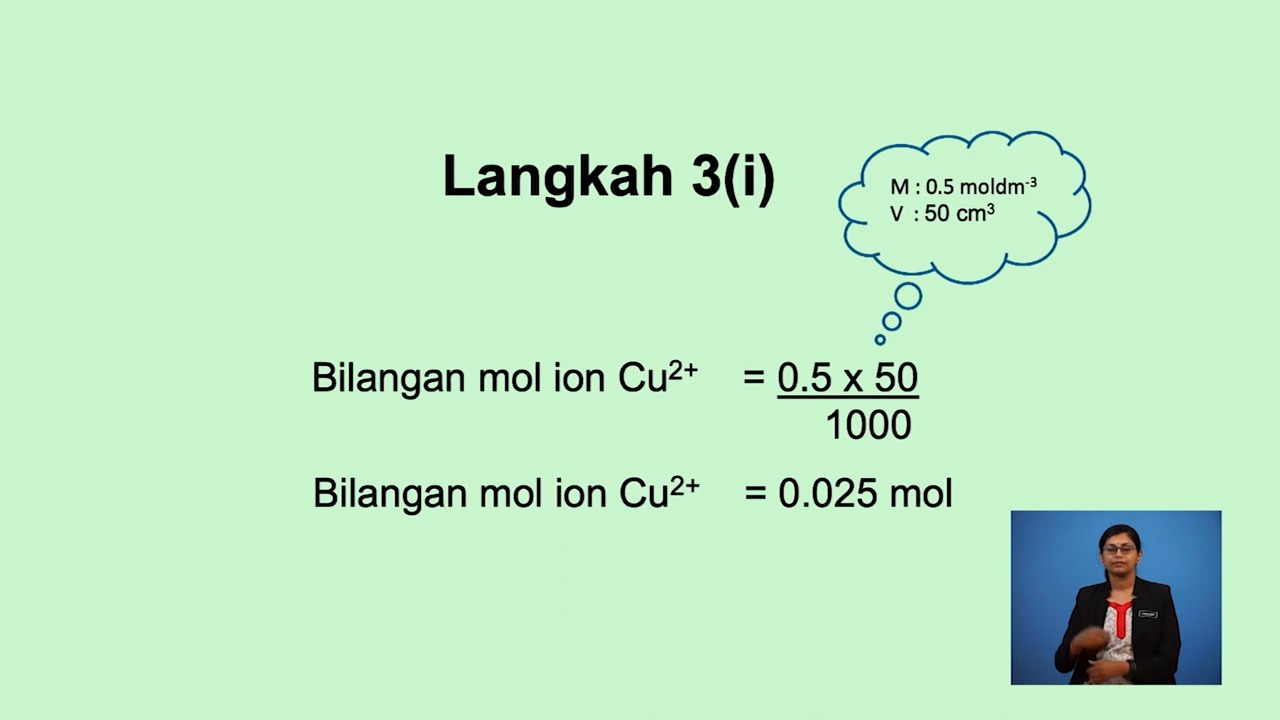 Langkah 3(i)
M : 0.5 moldm⁻³
V : 50 cm³
Bilangan mol ion Cu²⁺ = 0.5 x 50
1000
Bilangan mol ion Cu²⁺ = 0.025 mol